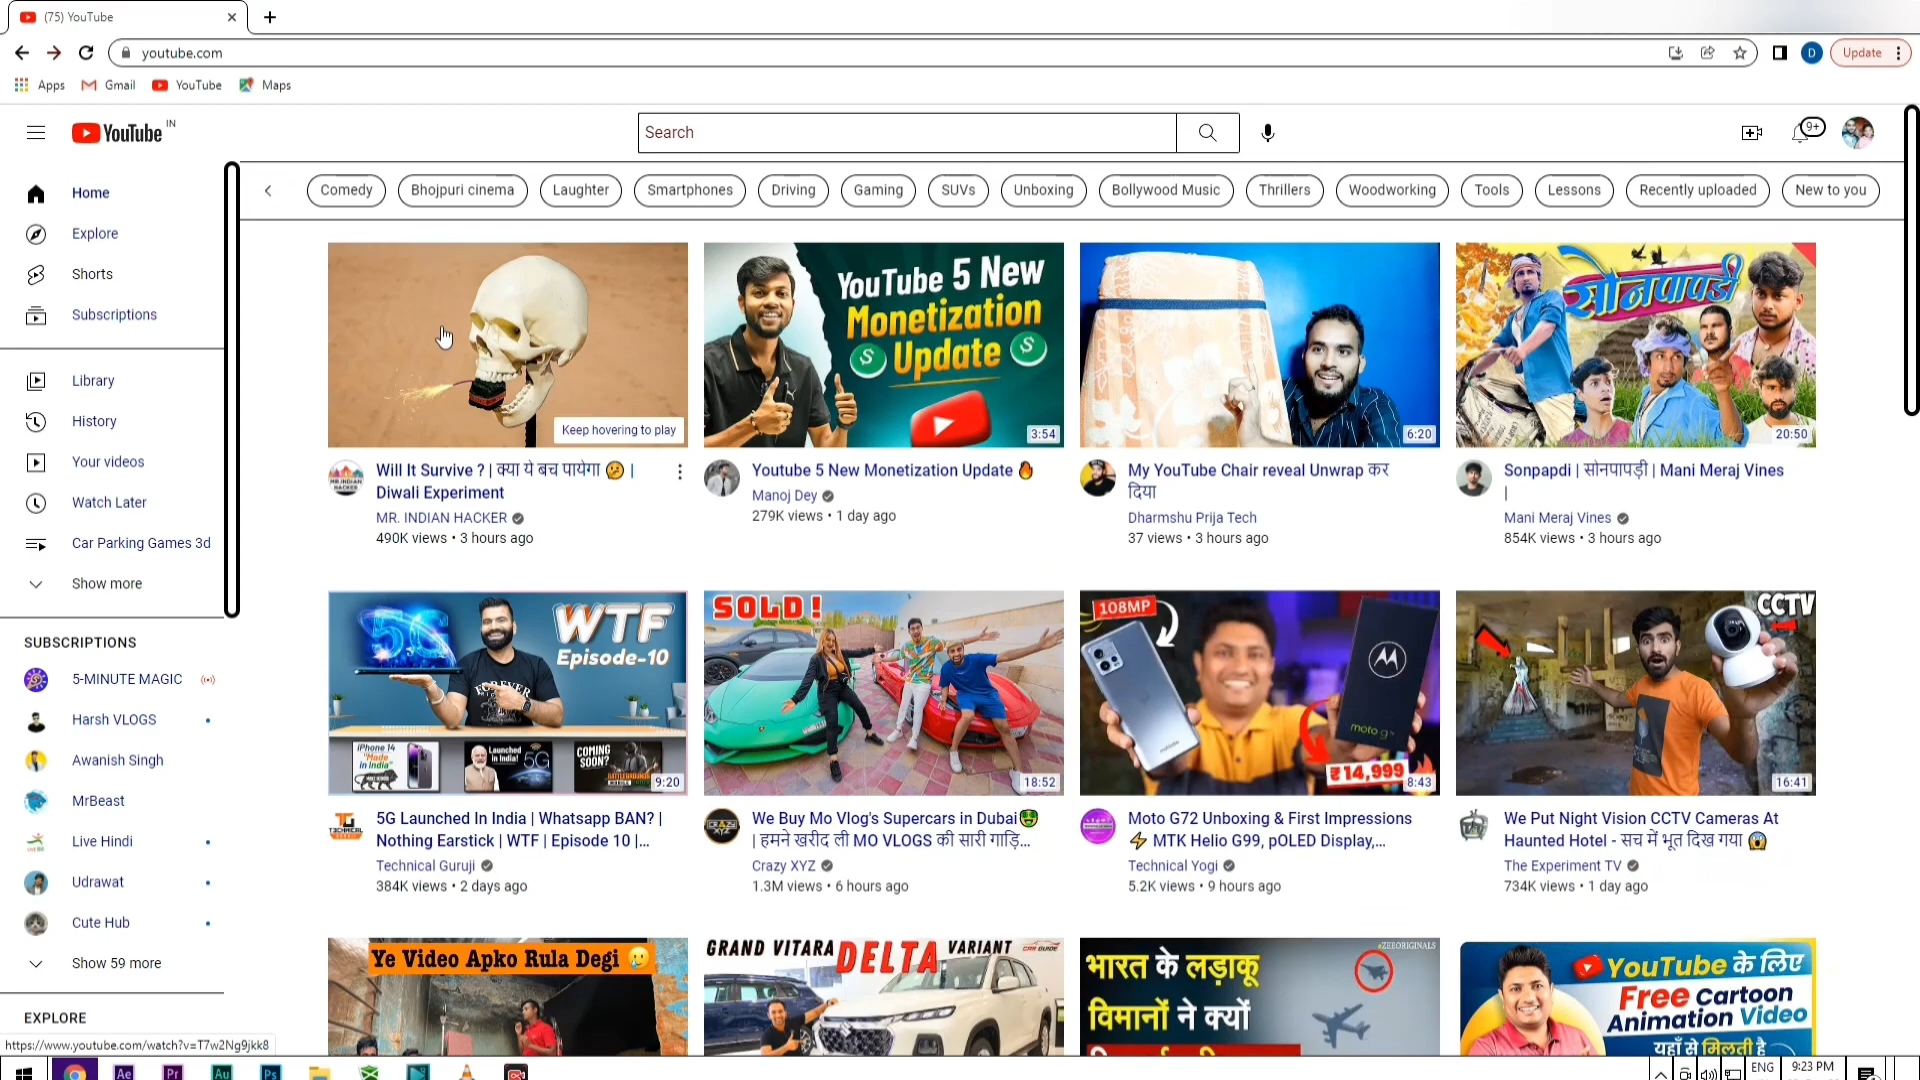 (75) YouTube
youtube.com
Update
Apps
Gmail
YouTube
Maps
YouTube IN
Search
9+
Home
Explore
Shorts
Subscriptions
Library
History
Your videos
Watch Later
Car Parking Games 3d
Show more
SUBSCRIPTIONS
5-MINUTE MAGIC
Harsh VLOGS
Awanish Singh
MrBeast
Live Hindi
Udrawat
Cute Hub
Show 59 more
EXPLORE
Comedy
Bhojpuri cinema
Laughter
Smartphones
Driving
Gaming
SUVs
Unboxing
Bollywood Music
Thrillers
Woodworking
Tools
Lessons
Recently uploaded
New to you
Keep hovering to play
Will It Survive ? | क्या ये बच पायेगा 🤔 |
Diwali Experiment
MR. INDIAN HACKER
490K views • 3 hours ago
YouTube 5 New
Monetization
Update
3:54
Youtube 5 New Monetization Update 🔥
Manoj Dey
279K views • 1 day ago
6:20
My YouTube Chair reveal Unwrap कर
दिया
Dharmshu Prija Tech
37 views • 3 hours ago
सोनपापड़ी
20:50
Sonpapdi | सोनपापड़ी | Mani Meraj Vines
|
Mani Meraj Vines
854K views • 3 hours ago
5G
WTF
Episode-10
FOREVER
iPhone 14
"Made
in India"
Launched
in India!
5G
COMING
SOON?
9:20
5G Launched In India | Whatsapp BAN? |
Nothing Earstick | WTF | Episode 10 |...
Technical Guruji
384K views • 2 days ago
SOLD!
18:52
We Buy Mo Vlog's Supercars in Dubai🤑
| हमने खरीद ली MO VLOGS की सारी गाड़ि...
Crazy XYZ
1.3M views • 6 hours ago
108MP
moto g
₹14,999
8:43
Moto G72 Unboxing & First Impressions
⚡ MTK Helio G99, pOLED Display,...
Technical Yogi
5.2K views • 9 hours ago
CCTV
16:41
We Put Night Vision CCTV Cameras At
Haunted Hotel - सच में भूत दिख गया 😱
The Experiment TV
734K views • 1 day ago
Ye Video Apko Rula Degi 🥲
GRAND VITARA DELTA VARIANT
CAR GUIDE
#ZEEORIGINALS
भारत के लड़ाकू
विमानों ने क्यों
YouTube के लिए
Free Cartoon
Animation Video
यहाँ से मिलती है
https://www.youtube.com/watch?v=T7w2Ng9jkk8
Ae
Pr
Au
Ps
ENG
9:23 PM